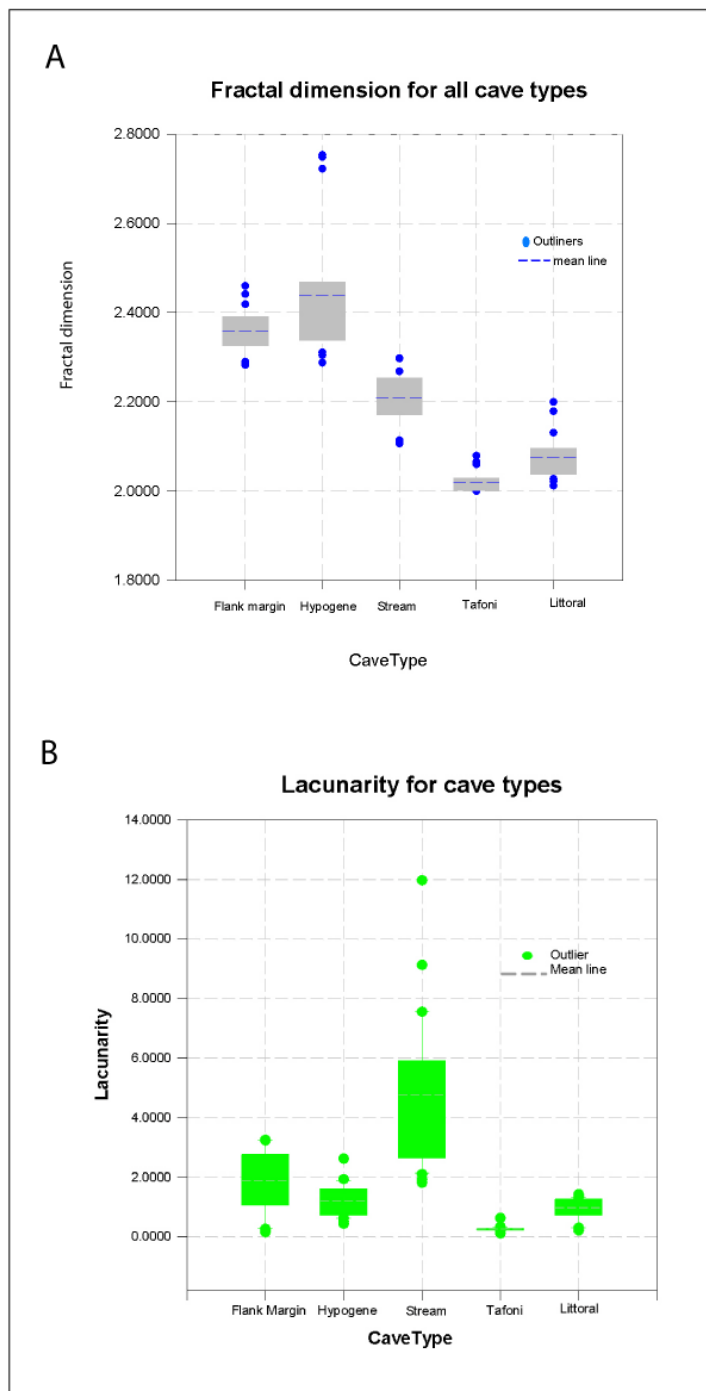 A
Fractal dimension for all cave types
2.8000
2.6000
2.4000
2.2000
2.0000
1.8000
Fractal dimension
Outliners
mean line
Flank margin Hypogene Stream Tafoni Littoral
CaveType
B
Lacunarity for cave types
14.0000
12.0000
10.0000
8.0000
6.0000
4.0000
2.0000
0.0000
Lacunarity
Outlier
Mean line
Flank Margin Hypogene Stream Tafoni Littoral
CaveType